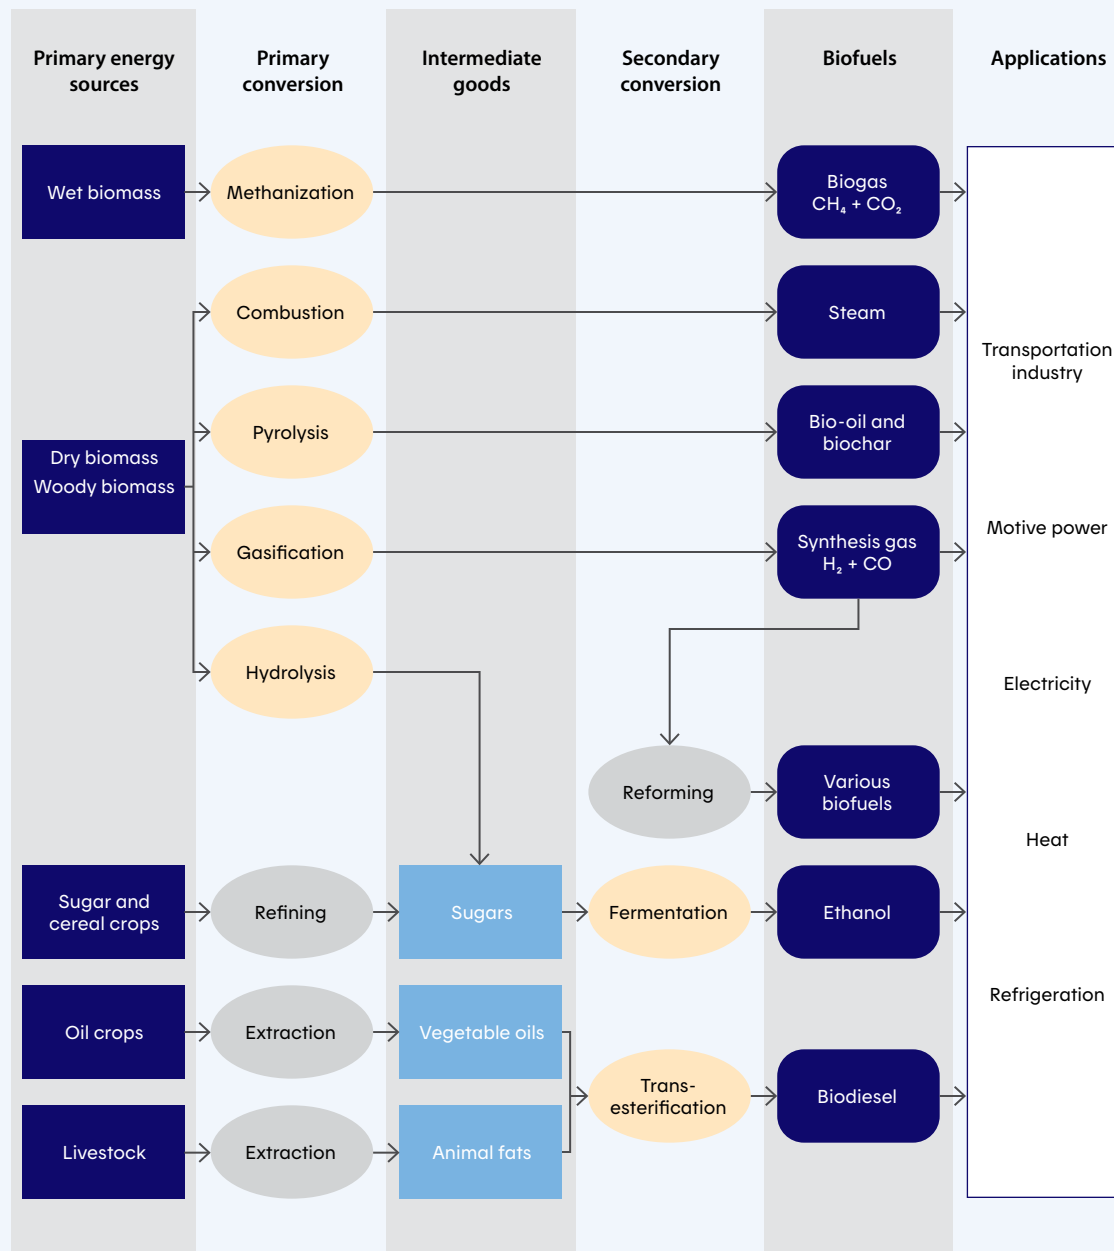 Primary energy
sources
Primary
conversion
Intermediate
goods
Secondary
conversion
Biofuels
Applications
Wet biomass
Methanization
Biogas
CH₄ + CO₂
Combustion
Steam
Transportation
industry
Pyrolysis
Bio-oil and
biochar
Dry biomass
Woody biomass
Motive power
Gasification
Synthesis gas
H₂ + CO
Hydrolysis
Electricity
Reforming
Various
biofuels
Heat
Sugar and
cereal crops
Refining
Sugars
Fermentation
Ethanol
Refrigeration
Oil crops
Extraction
Vegetable oils
Trans-
esterification
Biodiesel
Livestock
Extraction
Animal fats